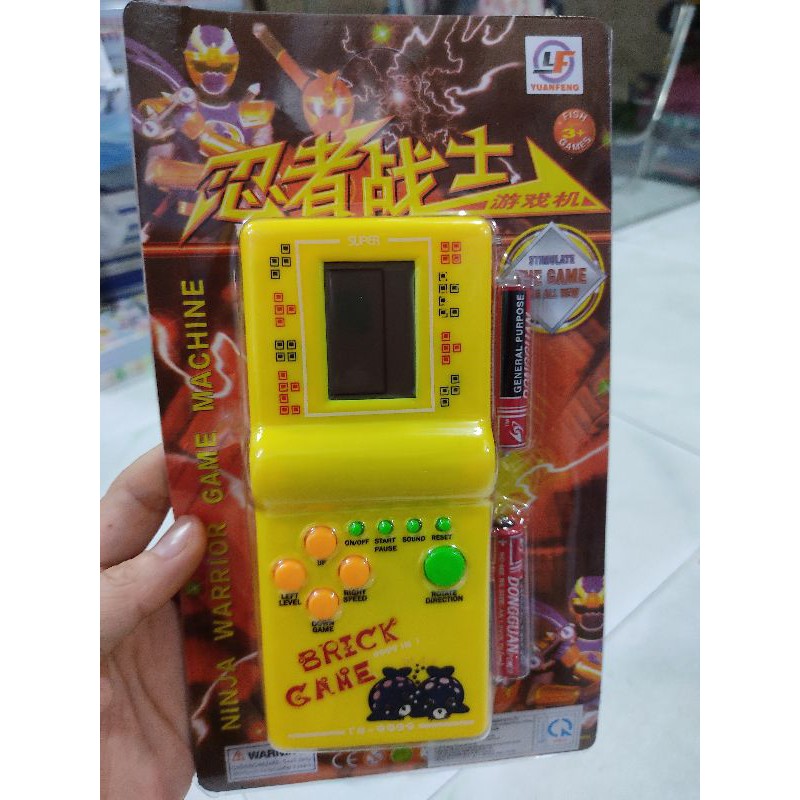 LF
YUANFENG
FISH
3+
GAMES
忍者战士
游戏机
STIMULATE
THE GAME
NINJA WARRIOR GAME MACHINE
SUPER
GENERAL PURPOSE
DONGGUAN
ON/OFF
START
PAUSE
SOUND
RESET
UP
LEFT
LEVEL
RIGHT
SPEED
DOWN
GAME
ROTATE
DIRECTION
BRICK
GAME
WARNING
CE